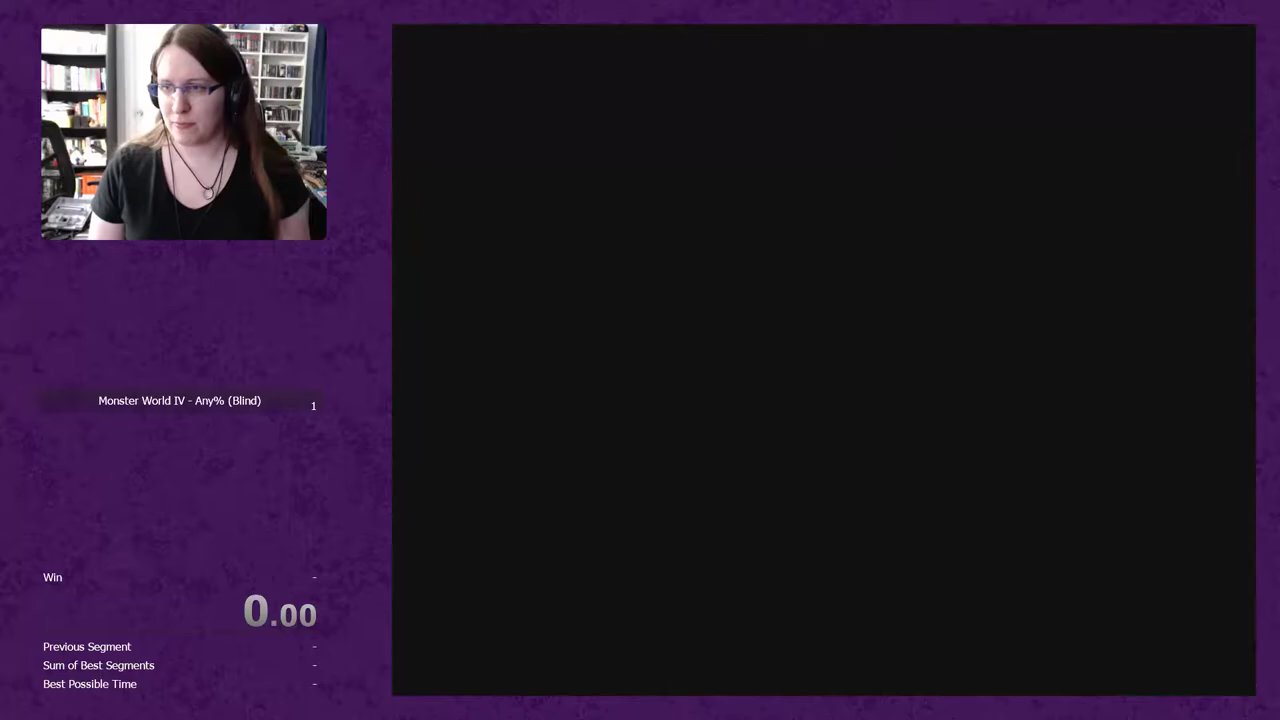 Monster World IV - Any% (Blind)
1
Win -
0.00
Previous Segment -
Sum of Best Segments -
Best Possible Time -